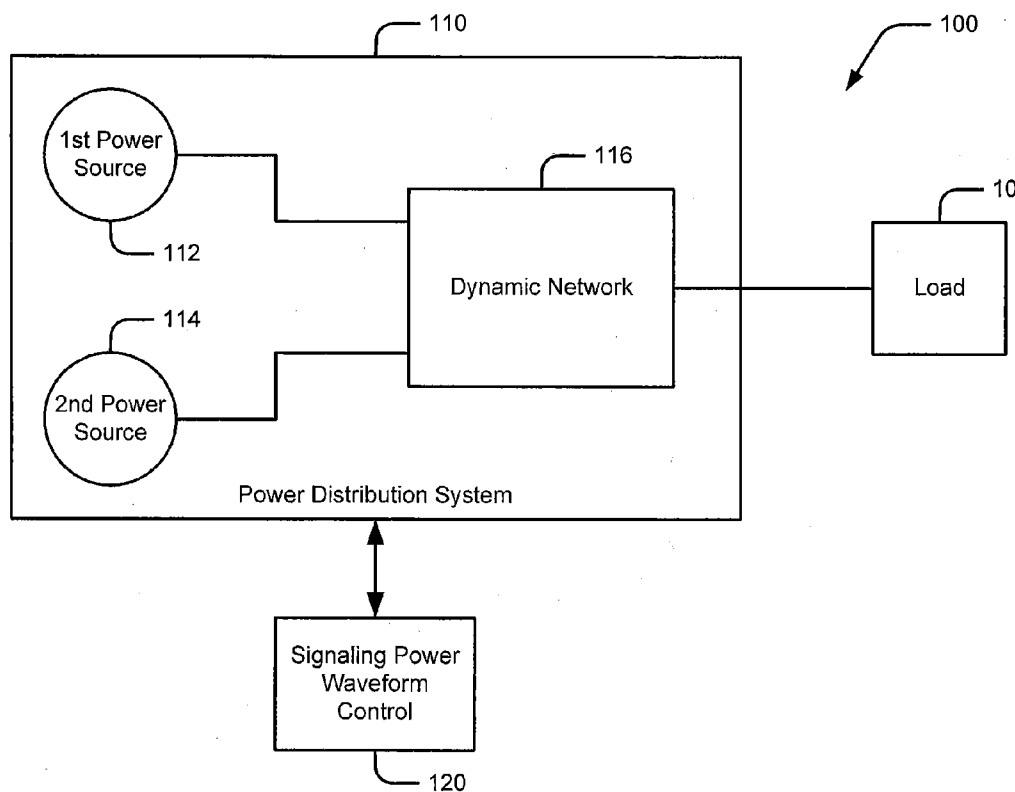 110
100
1st Power
Source
112
116
10
Dynamic Network
Load
114
2nd Power
Source
Power Distribution System
Signaling Power
Waveform
Control
120